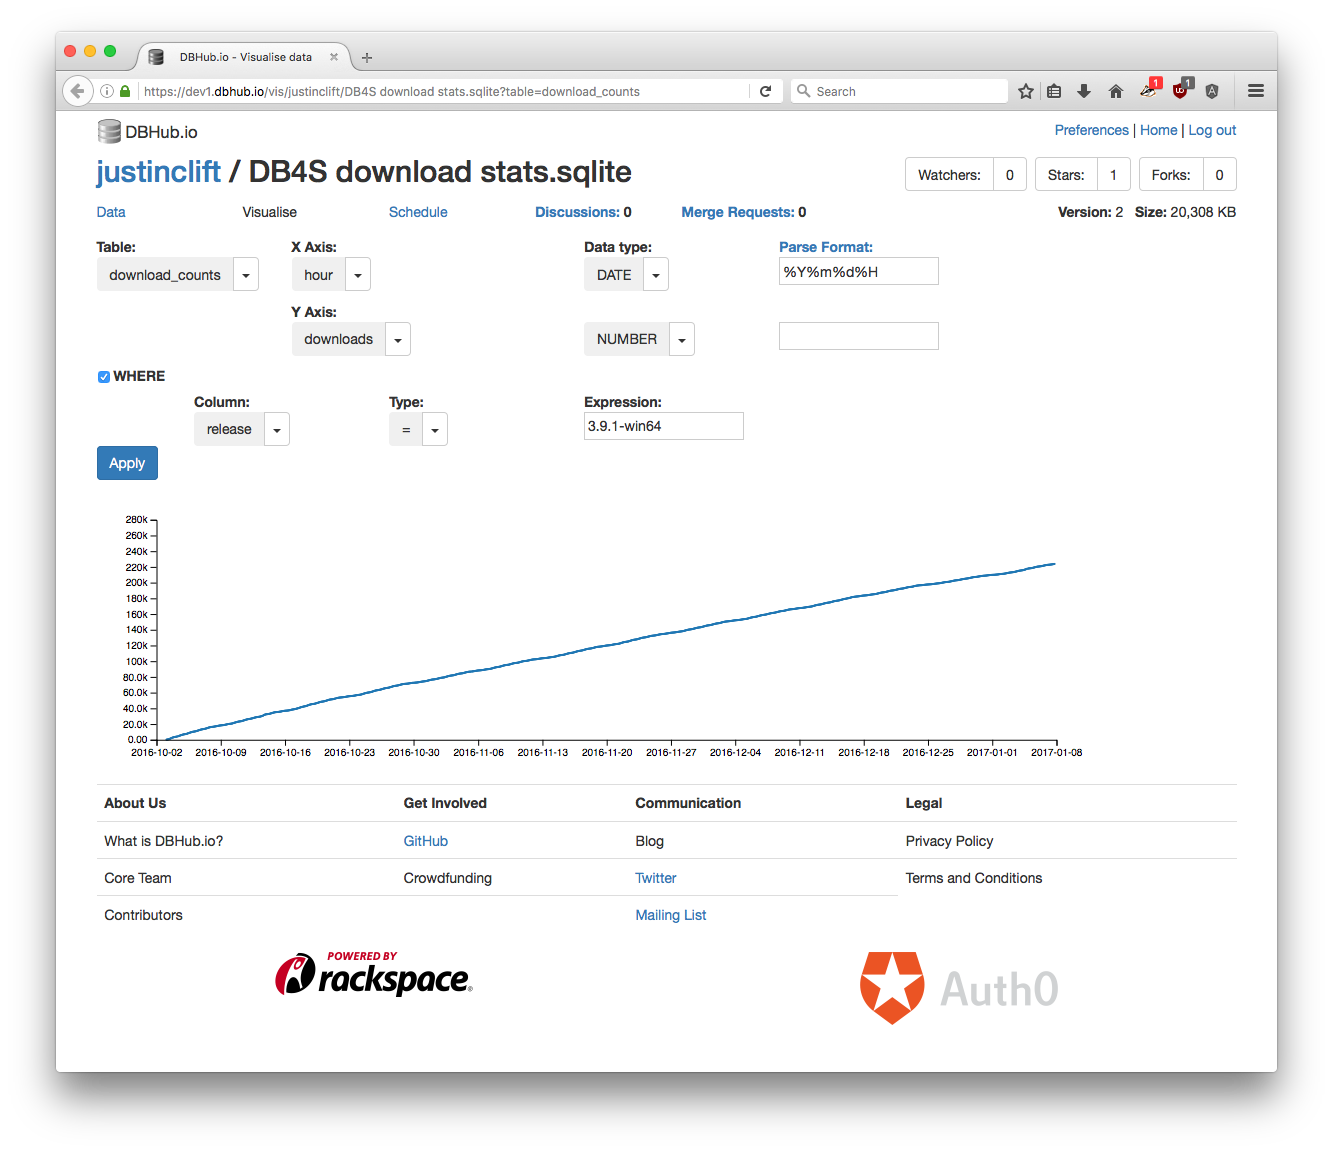 DBHub.io - Visualise data
https://dev1.dbhub.io/vis/justinclift/DB4S download stats.sqlite?table=download_counts
Search
1
1
DBHub.io
Preferences | Home | Log out
justinclift / DB4S download stats.sqlite
Watchers: 0
Stars: 1
Forks: 0
Data
Visualise
Schedule
Discussions: 0
Merge Requests: 0
Version: 2 Size: 20,308 KB
Table:
X Axis:
Data type:
Parse Format:
download_counts
hour
DATE
%Y%m%d%H
Y Axis:
downloads
NUMBER
WHERE
Column:
Type:
Expression:
release
=
3.9.1-win64
Apply
280k
260k
240k
220k
200k
180k
160k
140k
120k
100k
80.0k
60.0k
40.0k
20.0k
0.00
2016-10-02 2016-10-09 2016-10-16 2016-10-23 2016-10-30 2016-11-06 2016-11-13 2016-11-20 2016-11-27 2016-12-04 2016-12-11 2016-12-18 2016-12-25 2017-01-01 2017-01-08
About Us
Get Involved
Communication
Legal
What is DBHub.io?
GitHub
Blog
Privacy Policy
Core Team
Crowdfunding
Twitter
Terms and Conditions
Contributors
Mailing List
POWERED BY
rackspace
Auth0